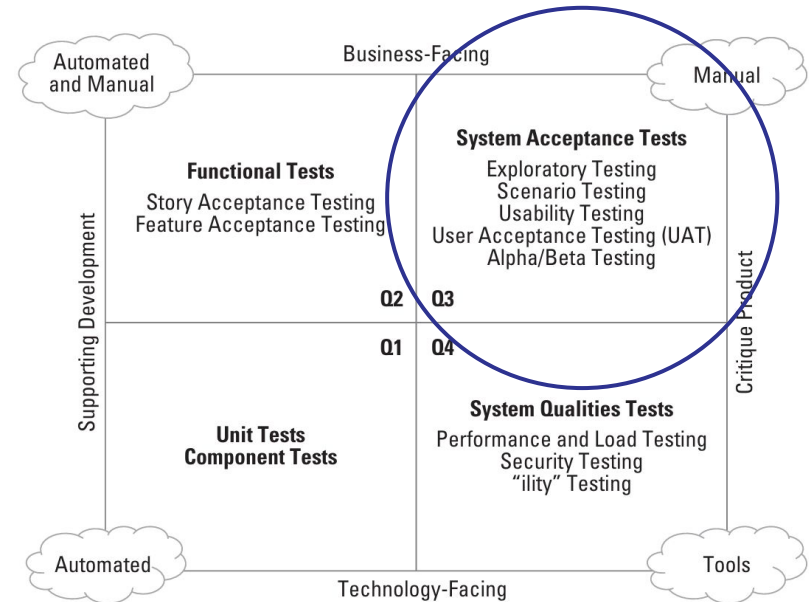 Business-Facing
Automated
and Manual
Manual
Functional Tests
Story Acceptance Testing
Feature Acceptance Testing
System Acceptance Tests
Exploratory Testing
Scenario Testing
Usability Testing
User Acceptance Testing (UAT)
Alpha/Beta Testing
Supporting Development
Critique Product
Q2
Q3
Q1
Q4
Unit Tests
Component Tests
System Qualities Tests
Performance and Load Testing
Security Testing
“ility” Testing
Automated
Tools
Technology-Facing